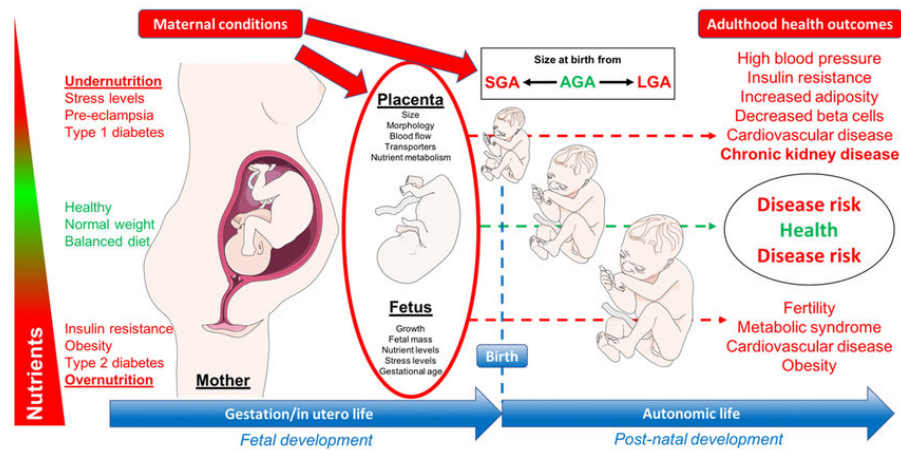 Maternal conditions
Adulthood health outcomes
Undernutrition
Stress levels
Pre-eclampsia
Type 1 diabetes
Healthy
Normal weight
Balanced diet
Insulin resistance
Obesity
Type 2 diabetes
Overnutrition
Nutrients
Mother
Placenta
Size
Morphology
Blood flow
Transporters
Nutrient metabolism
Fetus
Growth
Fetal mass
Nutrient levels
Stress levels
Gestational age
Size at birth from
SGA AGA LGA
Birth
High blood pressure
Insulin resistance
Increased adiposity
Decreased beta cells
Cardiovascular disease
Chronic kidney disease
Disease risk
Health
Disease risk
Fertility
Metabolic syndrome
Cardiovascular disease
Obesity
Gestation/in utero life
Autonomic life
Fetal development
Post-natal development